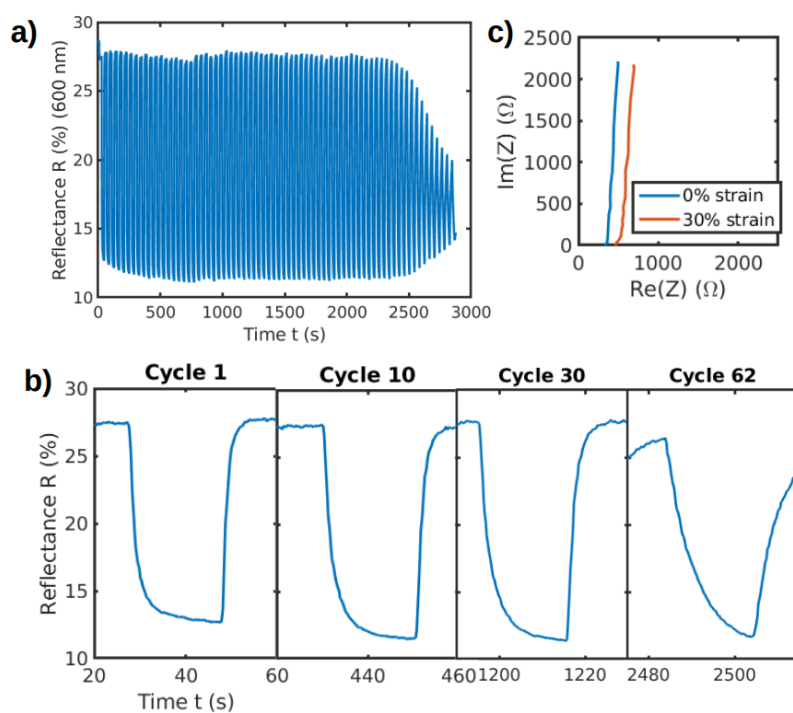 a)
30
25
20
15
10
Reflectance R (%) (600 nm)
0 500 1000 1500 2000 2500 3000
Time t (s)
c)
2500
2000
1500
1000
500
0
Im(Z) (Ω)
0% strain
30% strain
0 1000 2000
Re(Z) (Ω)
b)
Cycle 1 Cycle 10 Cycle 30 Cycle 62
30
25
20
15
10
Reflectance R (%)
20 40 60 440 460 1200 1220 2480 2500
Time t (s)